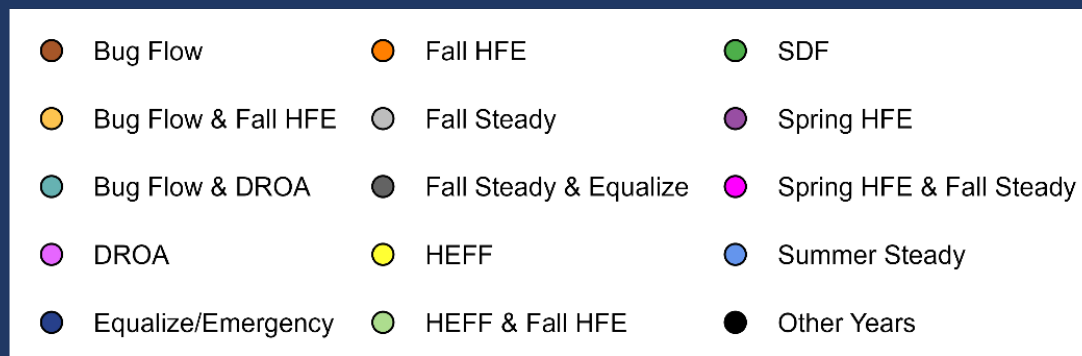 Bug Flow
Fall HFE
SDF
Bug Flow & Fall HFE
Fall Steady
Spring HFE
Bug Flow & DROA
Fall Steady & Equalize
Spring HFE & Fall Steady
DROA
HEFF
Summer Steady
Equalize/Emergency
HEFF & Fall HFE
Other Years